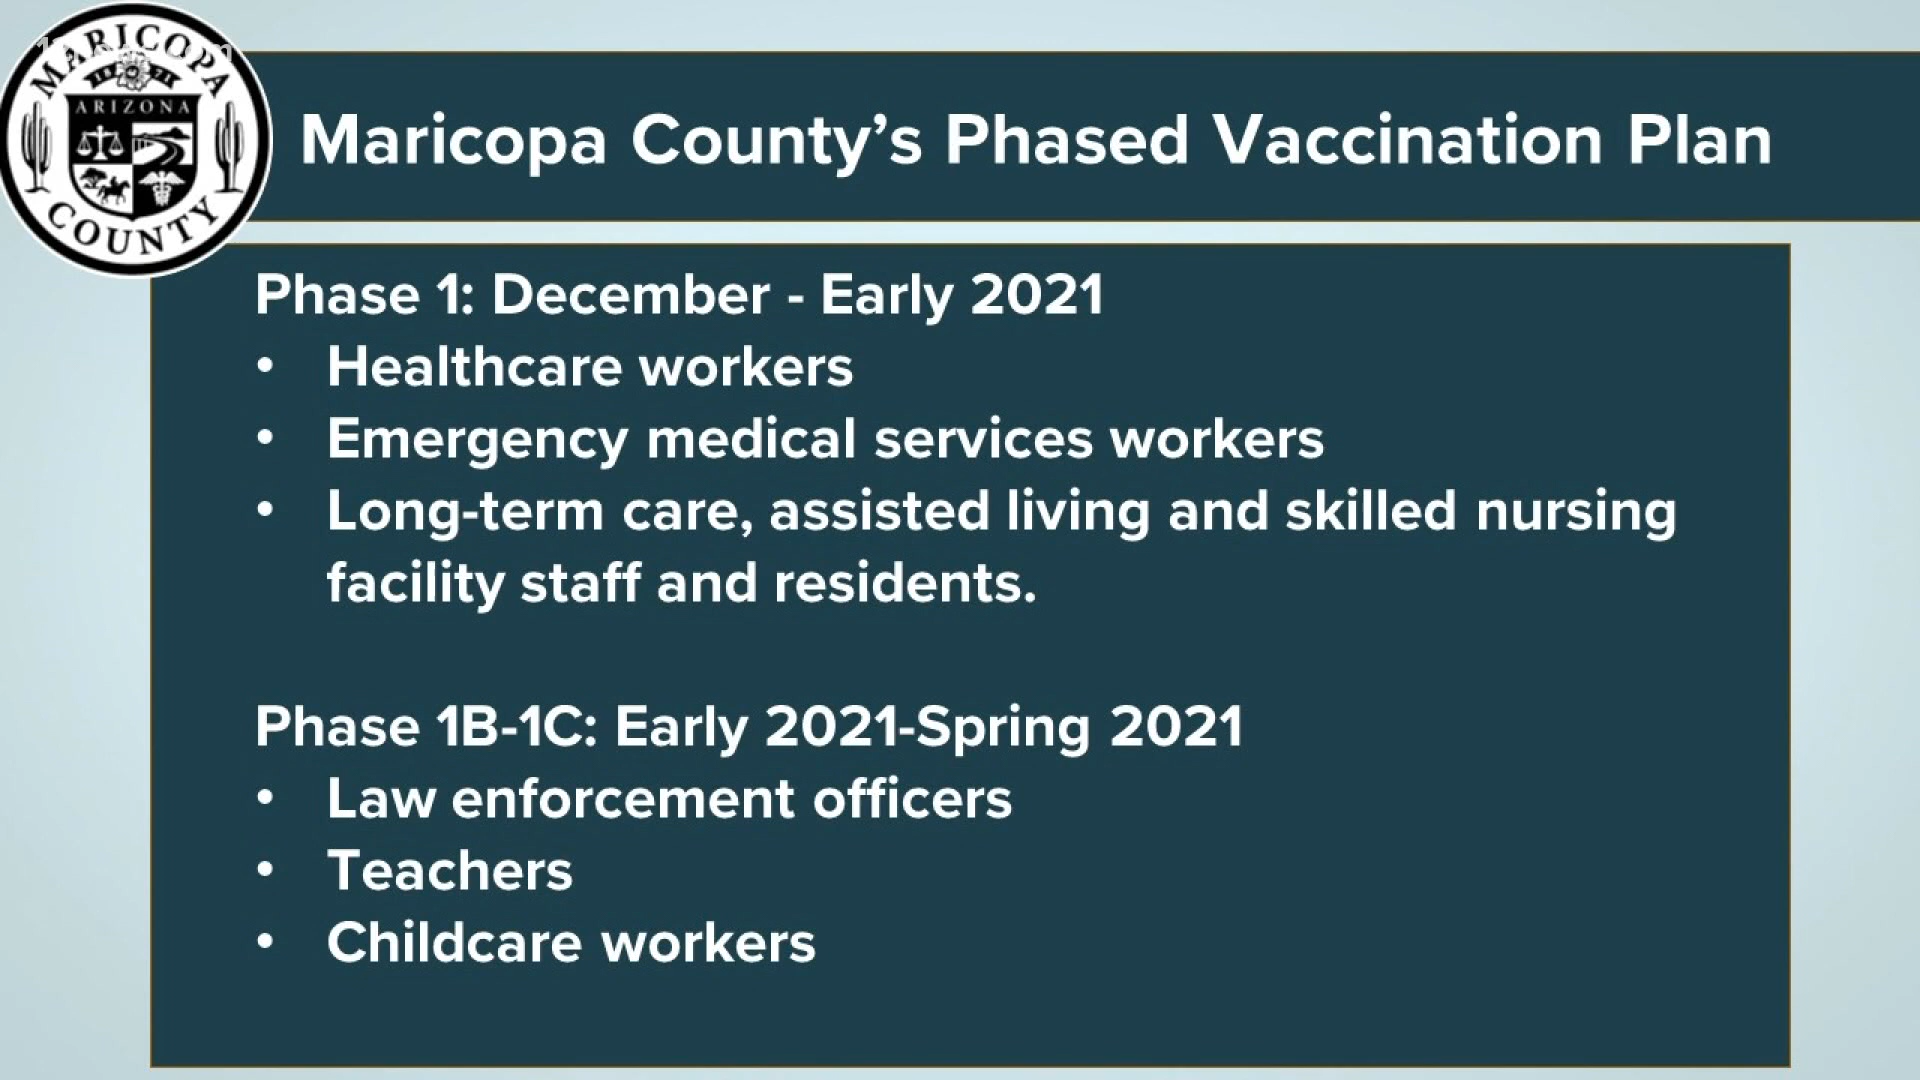 MARICOPA
1871
ARIZONA
COUNTY
Maricopa County’s Phased Vaccination Plan
Phase 1: December - Early 2021
• Healthcare workers
• Emergency medical services workers
• Long-term care, assisted living and skilled nursing
facility staff and residents.
Phase 1B-1C: Early 2021-Spring 2021
• Law enforcement officers
• Teachers
• Childcare workers